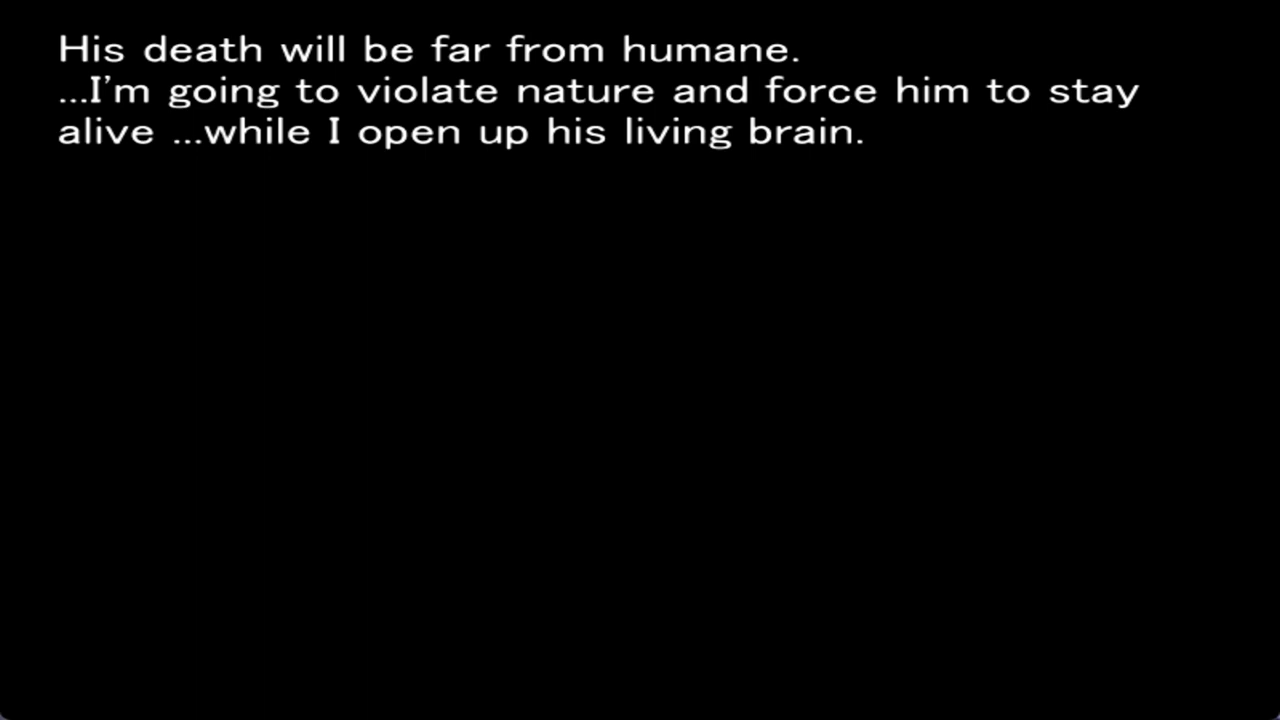 His death will be far from humane.
...I'm going to violate nature and force him to stay
alive ...while I open up his living brain.